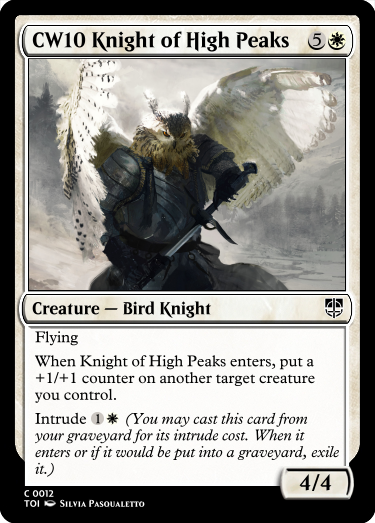 CW10 Knight of High Peaks 5
Creature — Bird Knight
Flying
When Knight of High Peaks enters, put a
+1/+1 counter on another target creature
you control.
Intrude 1 (You may cast this card from
your graveyard for its intrude cost. When it
enters or if it would be put into a graveyard, exile
it.)
4/4
C 0012
TOI Silvia Pasqualetto